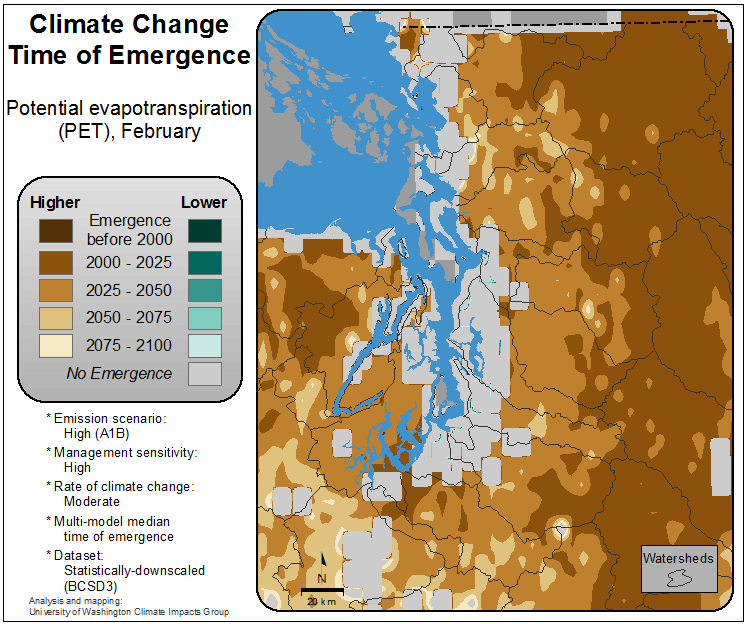 Climate Change
Time of Emergence
Potential evapotranspiration
(PET), February
Higher Lower
Emergence
before 2000
2000 - 2025
2025 - 2050
2050 - 2075
2075 - 2100
No Emergence
* Emission scenario:
High (A1B)
* Management sensitivity:
High
* Rate of climate change:
Moderate
* Multi-model median
time of emergence
* Dataset:
Statistically-downscaled
(BCSD3)
Analysis and mapping:
University of Washington Climate Impacts Group
N
20 km
Watersheds